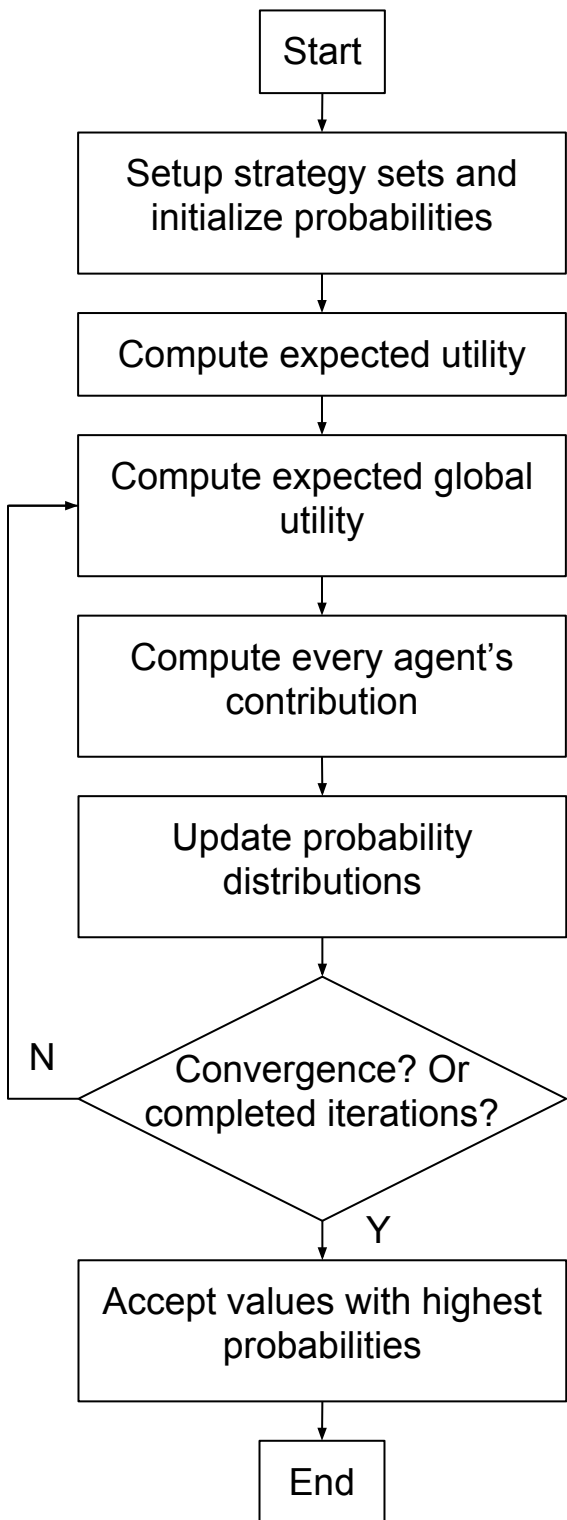 Start
Setup strategy sets and
initialize probabilities
Compute expected utility
Compute expected global
utility
Compute every agent’s
contribution
Update probability
distributions
N
Convergence? Or
completed iterations?
Y
Accept values with highest
probabilities
End